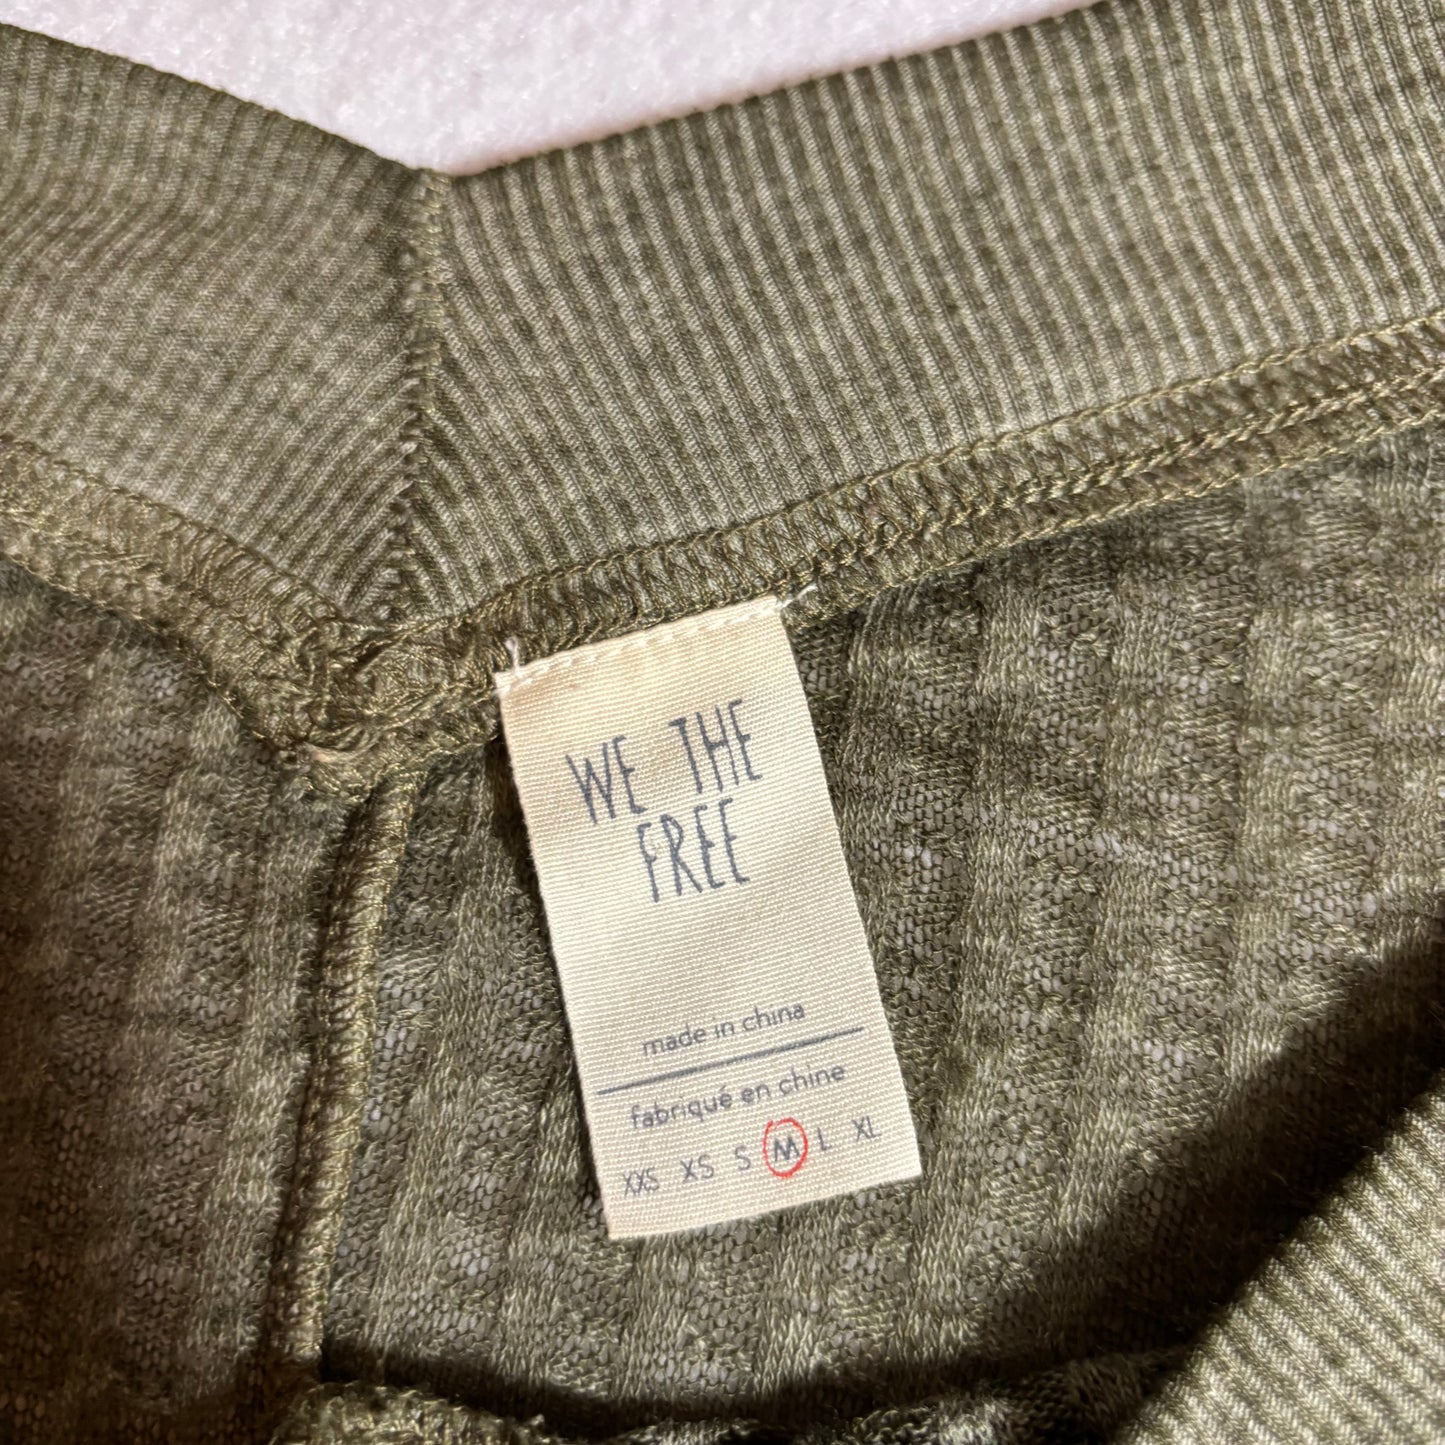 WE THE
FREE
made in china
fabriqué en chine
XXS XS S M L XL